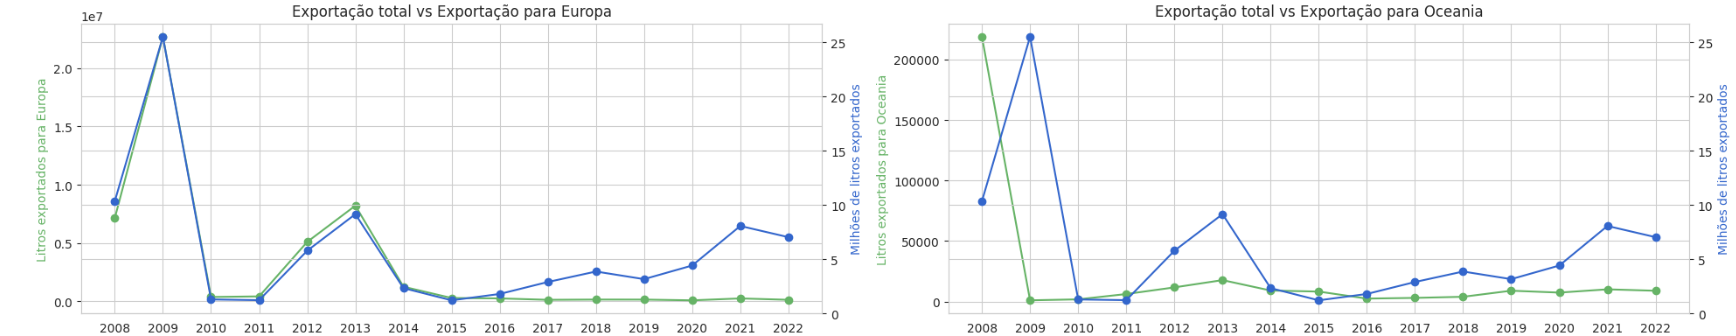 Exportação total vs Exportação para Europa
1e7
Litros exportados para Europa
2.0
1.5
1.0
0.5
0.0
25
20
15
10
5
0
Milhões de litros exportados
2008 2009 2010 2011 2012 2013 2014 2015 2016 2017 2018 2019 2020 2021 2022
Exportação total vs Exportação para Oceania
Litros exportados para Oceania
200000
150000
100000
50000
0
25
20
15
10
5
0
Milhões de litros exportados
2008 2009 2010 2011 2012 2013 2014 2015 2016 2017 2018 2019 2020 2021 2022